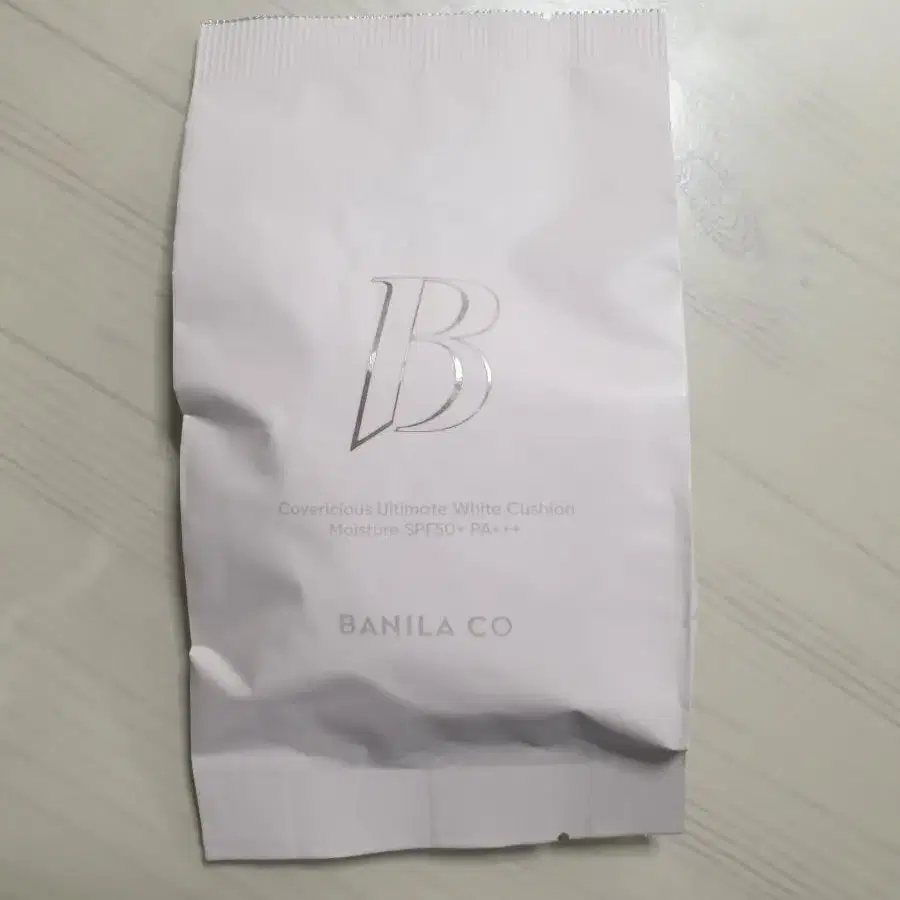 B
Covericious Ultimate White Cushion
Moisture SPF50+ PA+++
BANILA CO